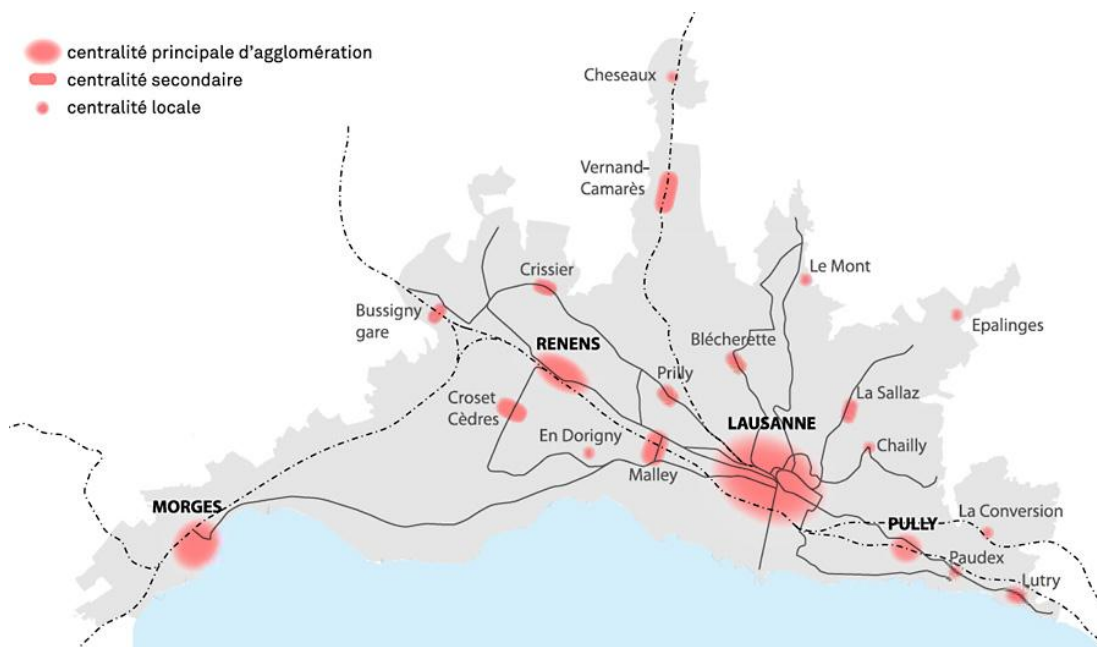 centralité principale d'agglomération
centralité secondaire
centralité locale
Cheseaux
Vernand-
Camarès
Le Mont
Crissier
Bussigny
gare
Epalinges
RENENS
Blécherette
Prilly
La Sallaz
Croset
Cèdres
LAUSANNE
En Dorigny
Chailly
Malley
MORGES
La Conversion
PULLY
Paudex
Lutry